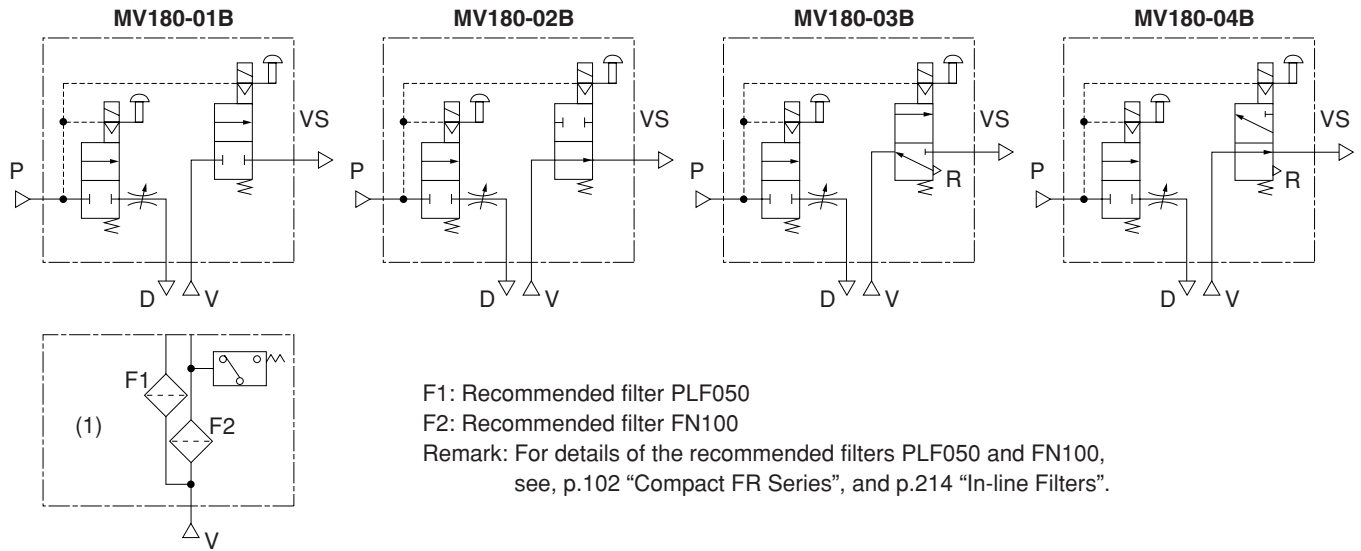 MV180-01B
MV180-02B
MV180-03B
MV180-04B
VS
P
D
V
VS
P
D
V
VS
P
R
D
V
VS
P
R
D
V
F1
(1)
F2
V
F1: Recommended filter PLF050
F2: Recommended filter FN100
Remark: For details of the recommended filters PLF050 and FN100,
see, p.102 “Compact FR Series”, and p.214 “In-line Filters”.